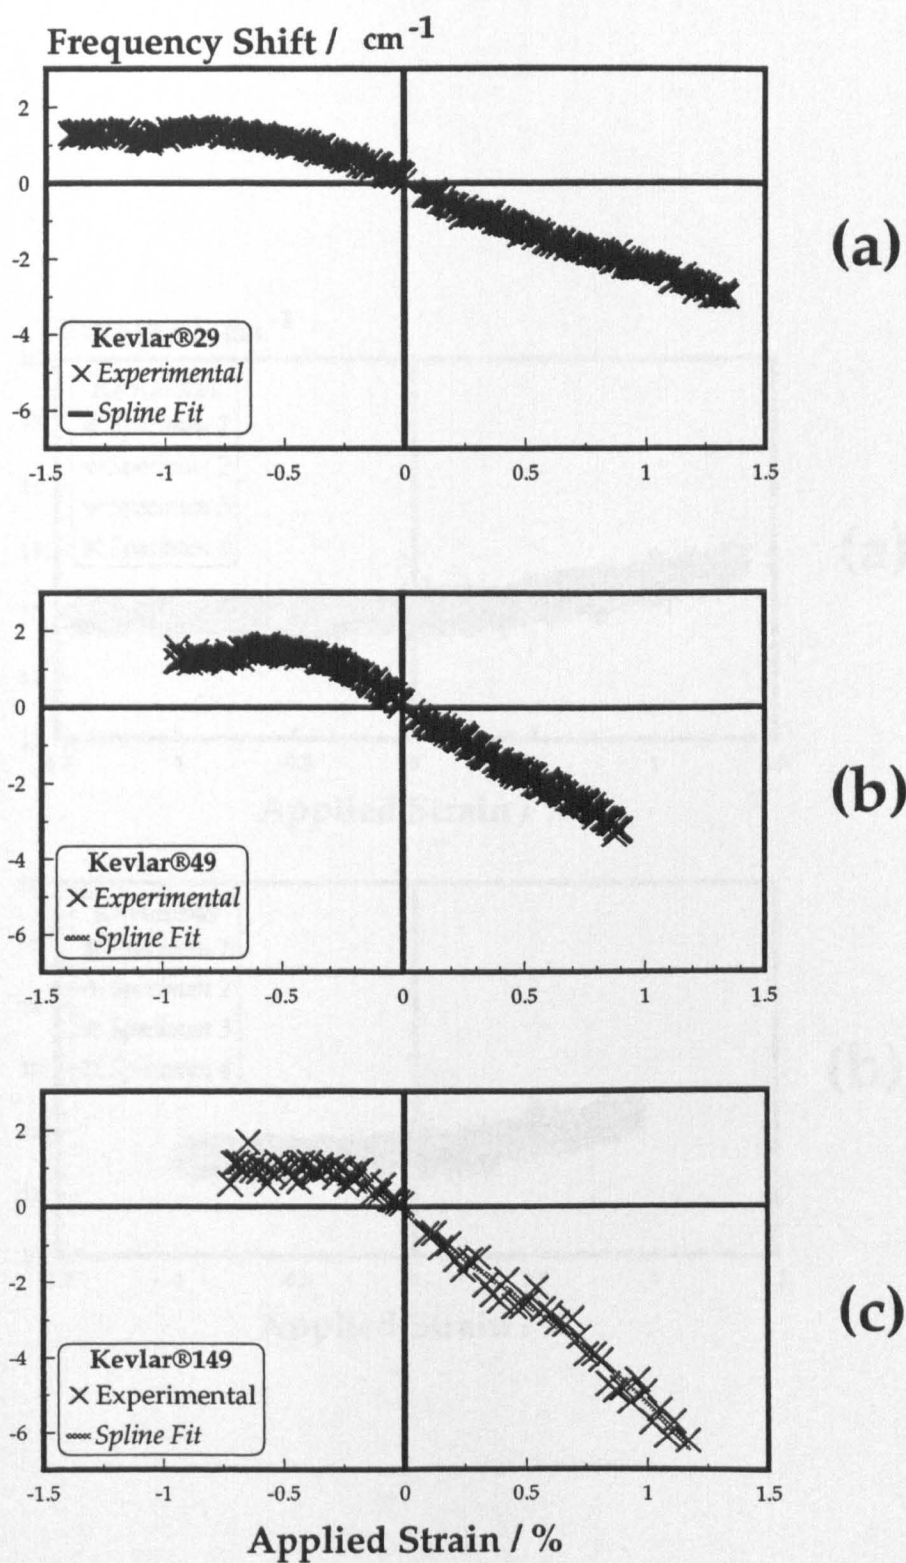 Frequency Shift / cm-1
2
0
-2
-4
-6
Kevlar®29
Experimental
Spline Fit
-1.5 -1 -0.5 0 0.5 1 1.5
(a)
2
0
-2
-4
-6
Kevlar®49
Experimental
Spline Fit
-1.5 -1 -0.5 0 0.5 1 1.5
(b)
2
0
-2
-4
-6
Kevlar®149
Experimental
Spline Fit
-1.5 -1 -0.5 0 0.5 1 1.5
(c)
Applied Strain / %